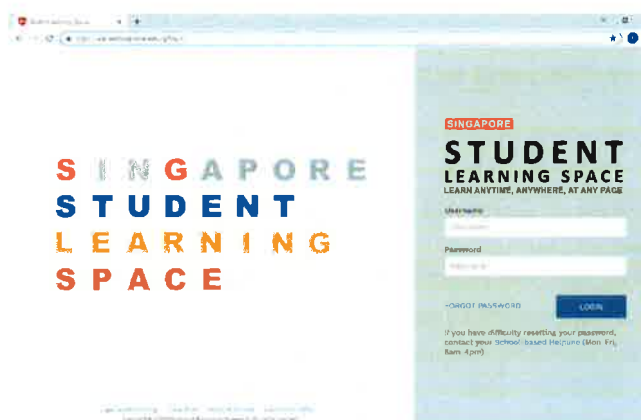 SINGAPORE
STUDENT
LEARNING
SPACE
SINGAPORE
STUDENT
LEARNING SPACE
LEARN ANYTIME, ANYWHERE, AT ANY PACE
Username
Password
FORGOT PASSWORD
LOGIN
If you have difficulty resetting your password,
contact your School-based Helpline (Mon-Fri,
8am-4pm)